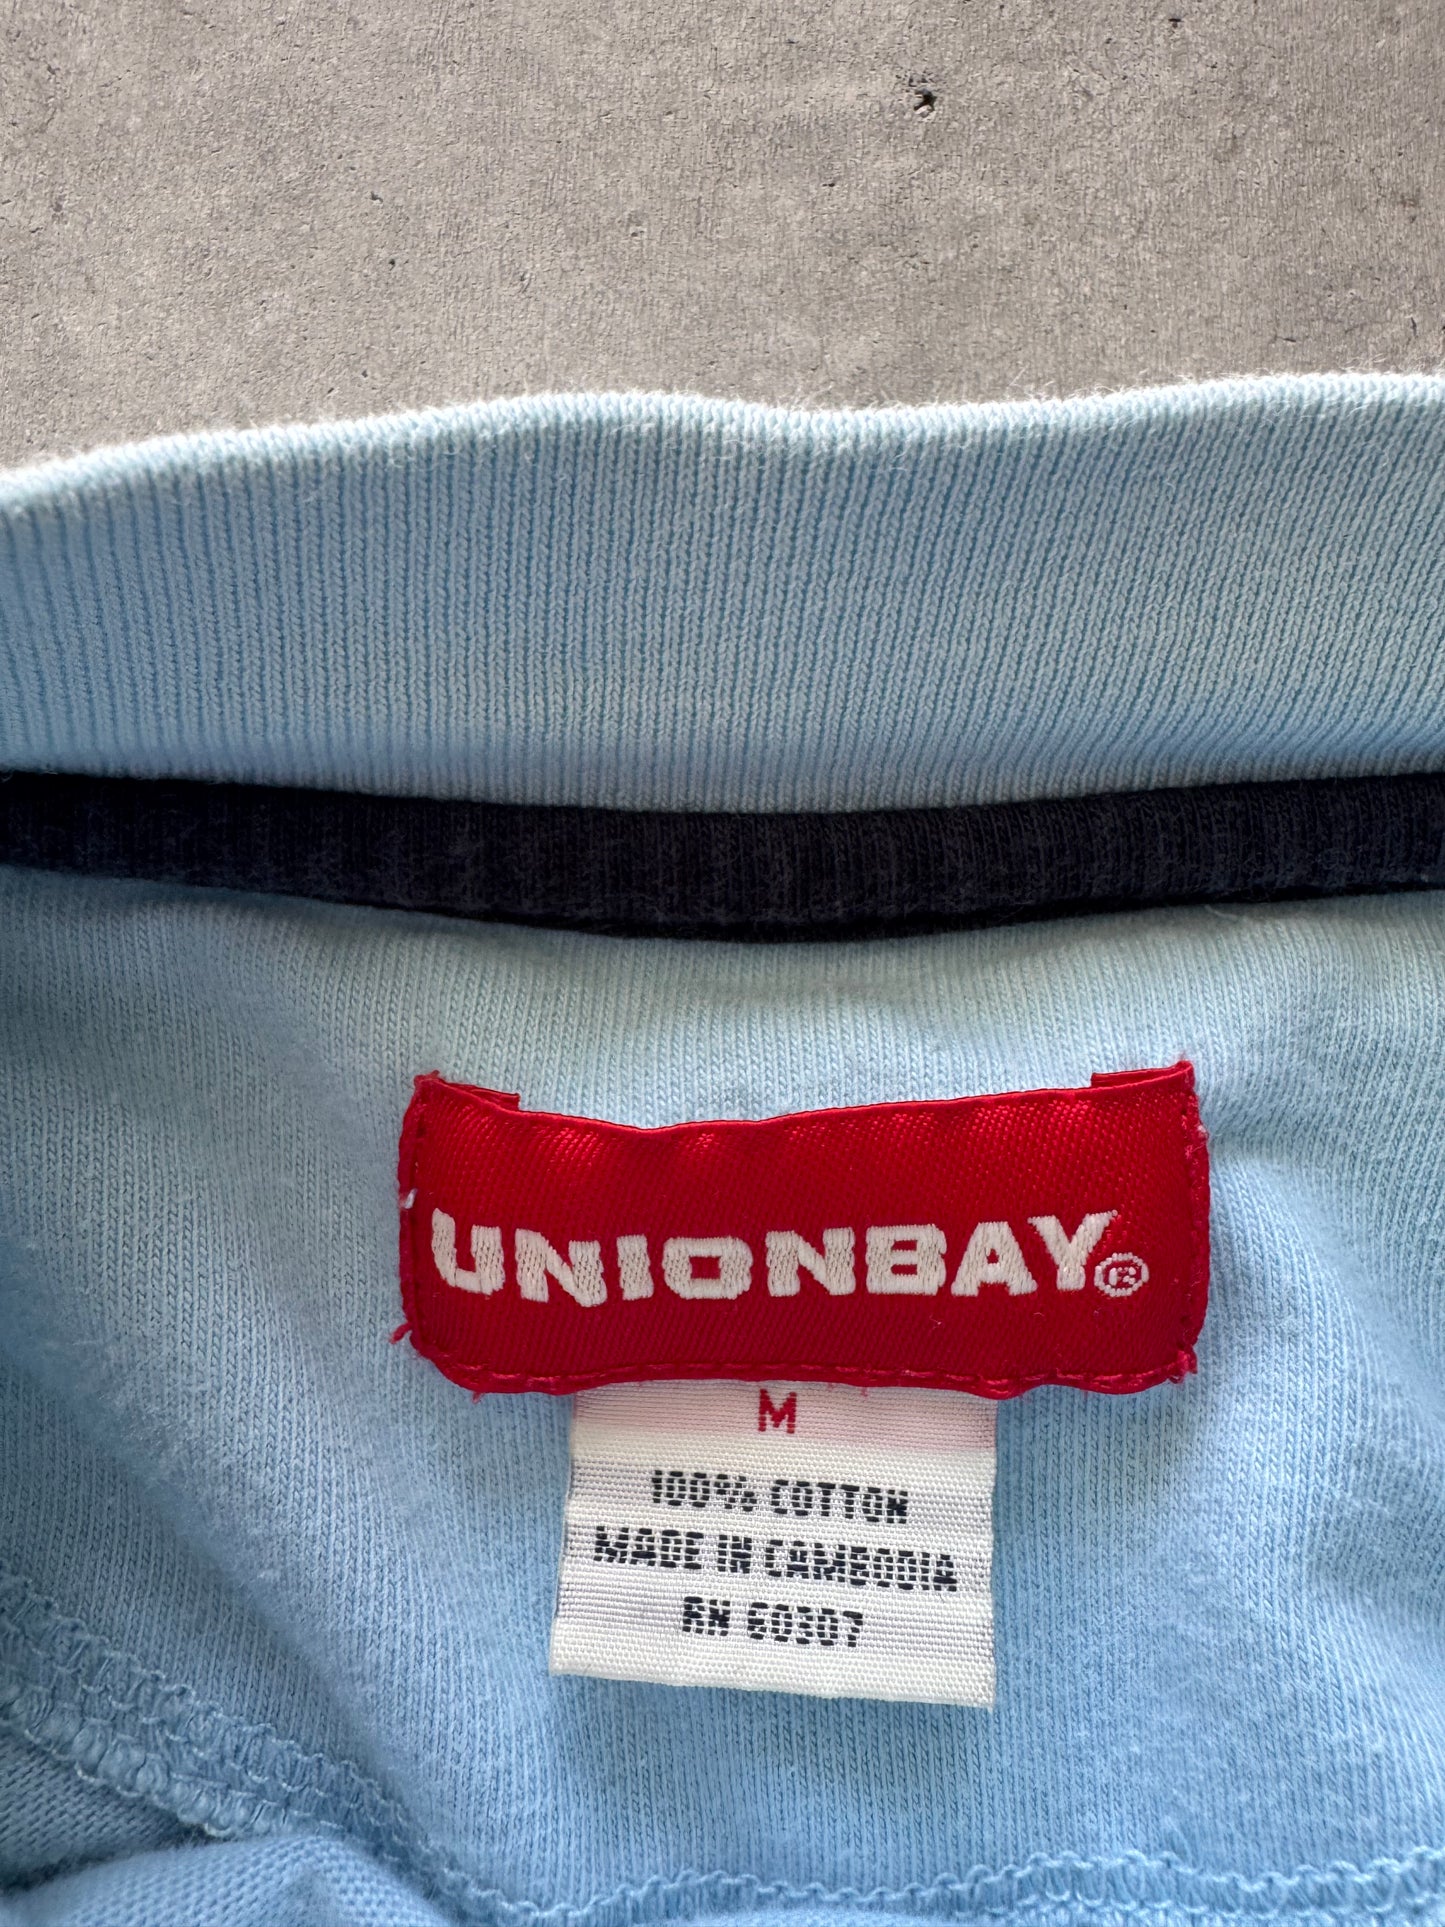 UNIONBAY®
M
100% COTTON
MADE IN CAMBODIA
RN 60307